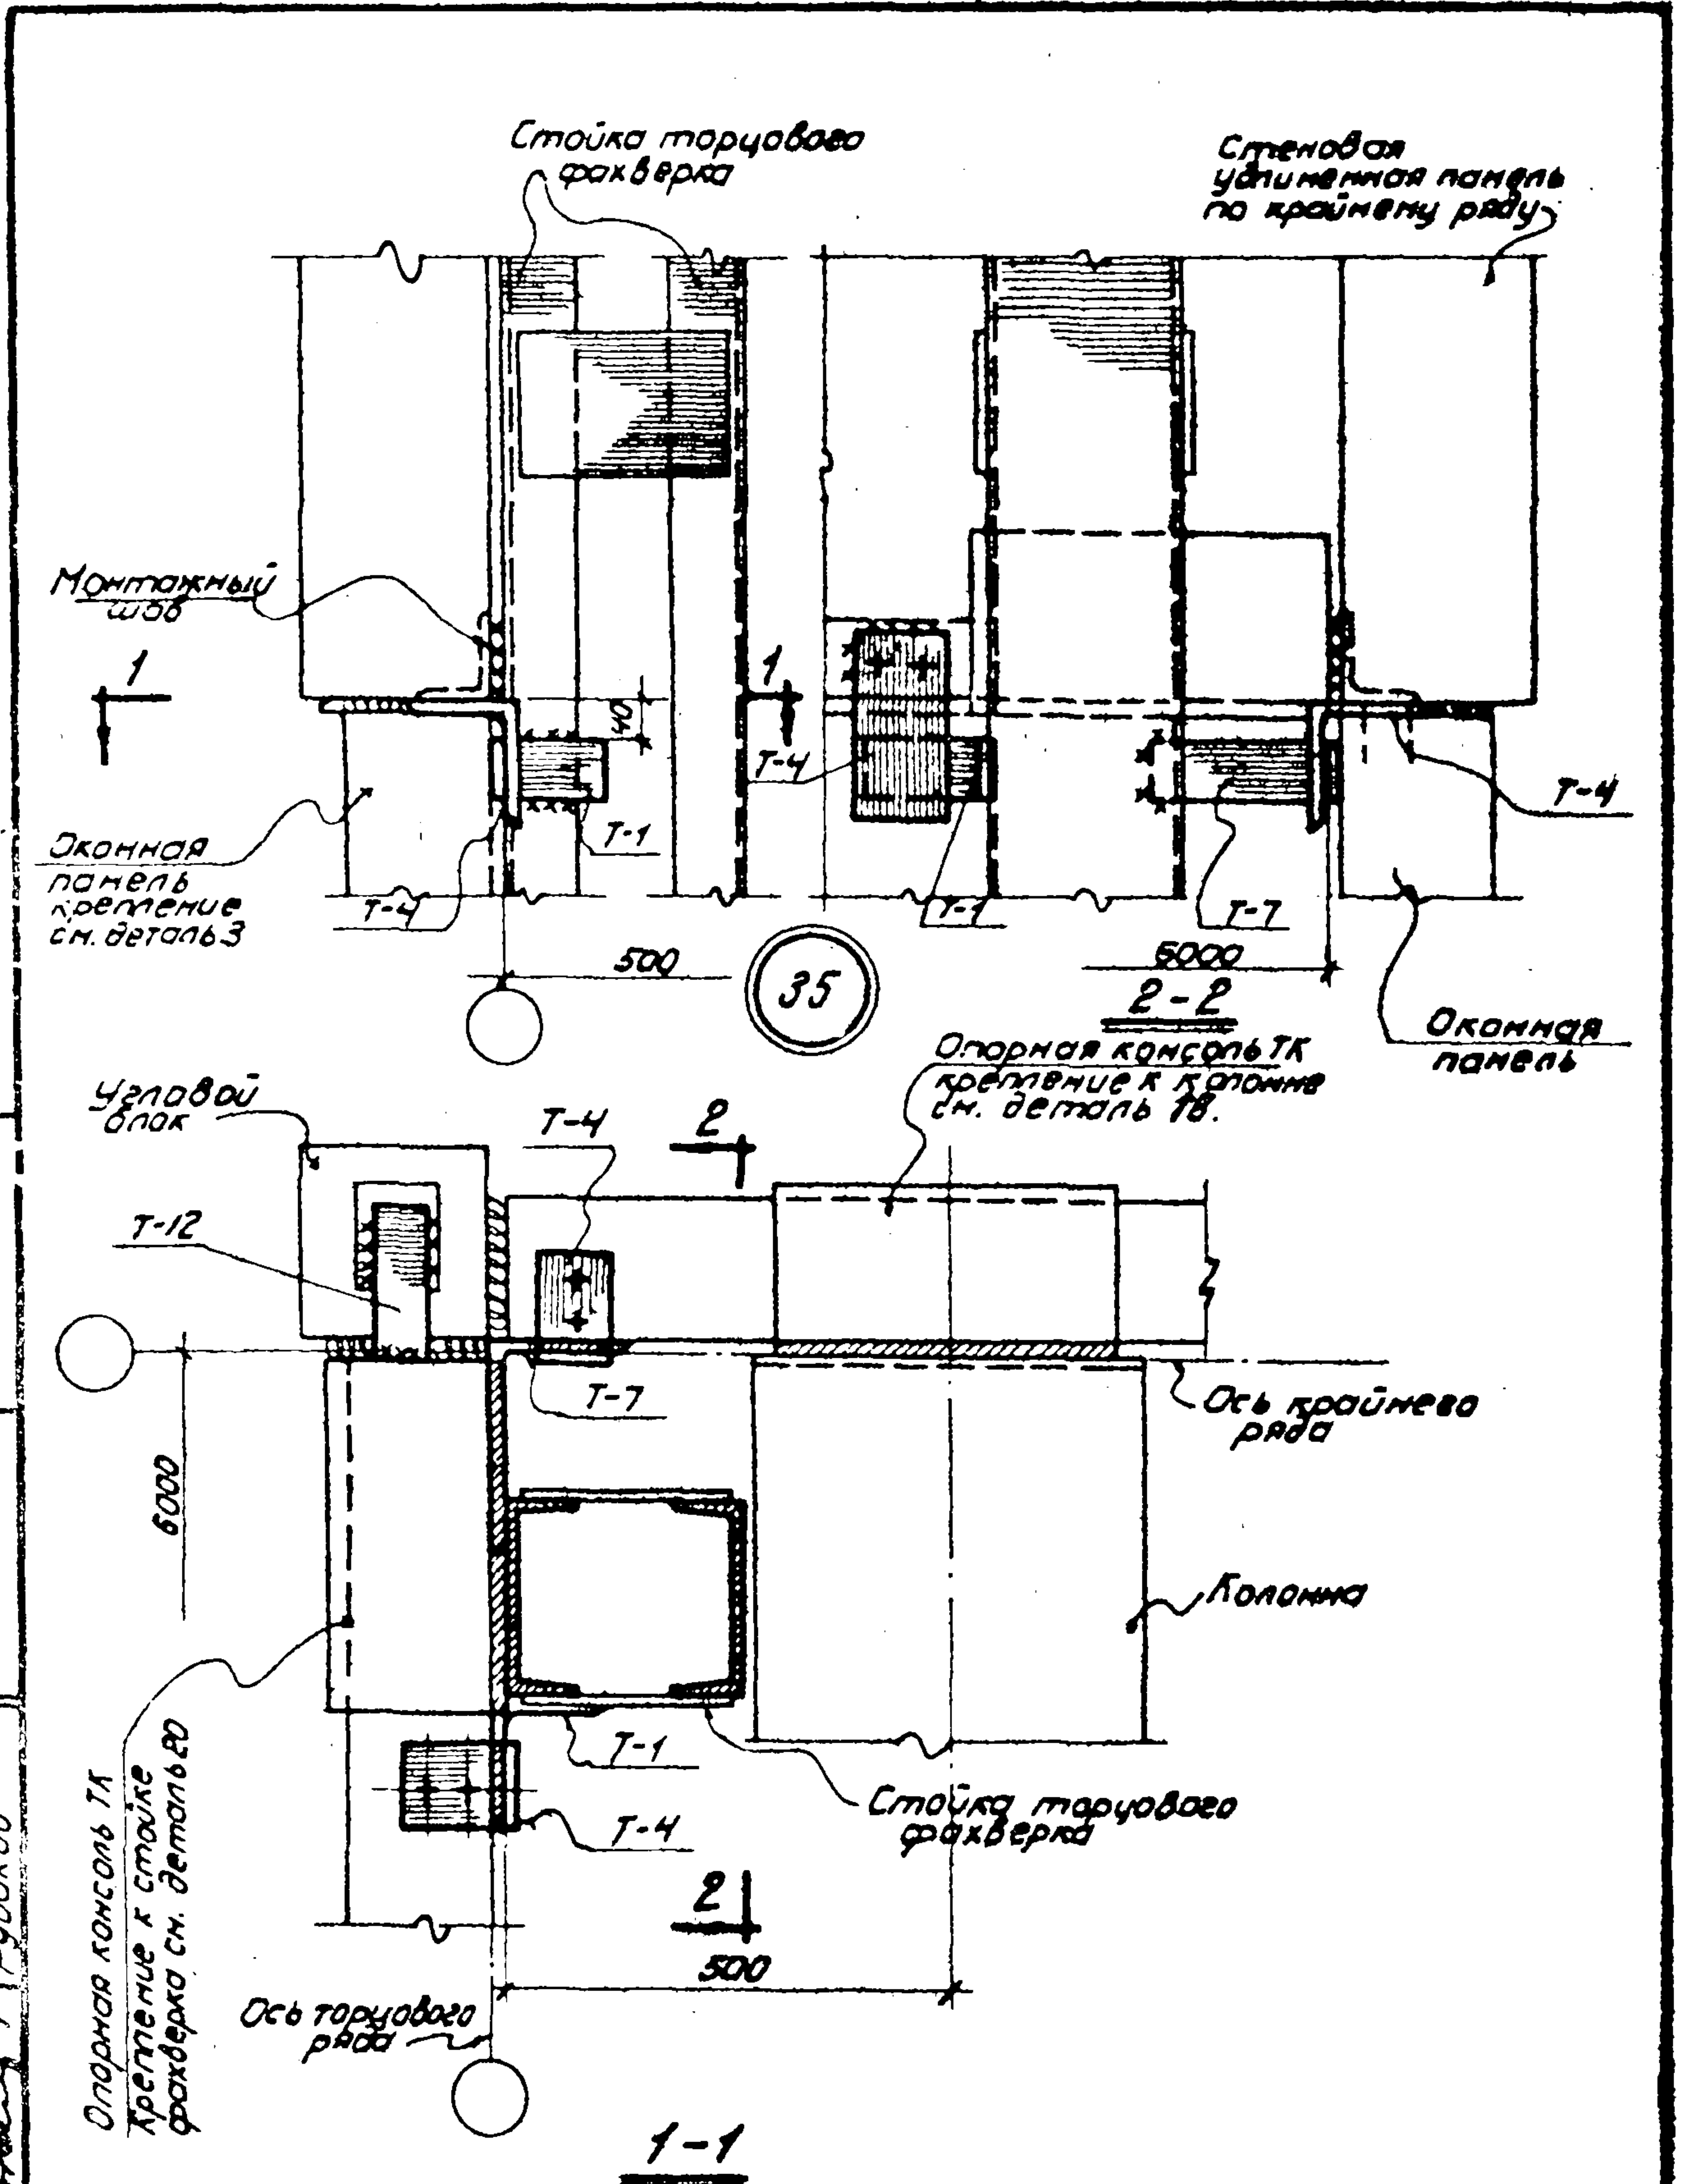 Стойка торцового
фахверка
Стеновая
удлиненная панель
по крайнему ряду
Монтажный
шов
1
1
40
Т-4
Т-4
Т-1
Оконная
панель
крепление
см. деталь 3
Т-4
Т-1
Т-7
500
35
6000
2-2
Оконная
панель
Опорная консоль ТК
крепление к колонне
см. деталь 18.
Угловой
блок
Т-4
2
Т-12
Т-7
Ось крайнего
ряда
6000
Колонна
Т-1
Стойка торцового
фахверка
Т-4
2
Опорная консоль ТК
Крепление к стойке
фахверка см. деталь 20
500
Ось торцового
ряда
1-1